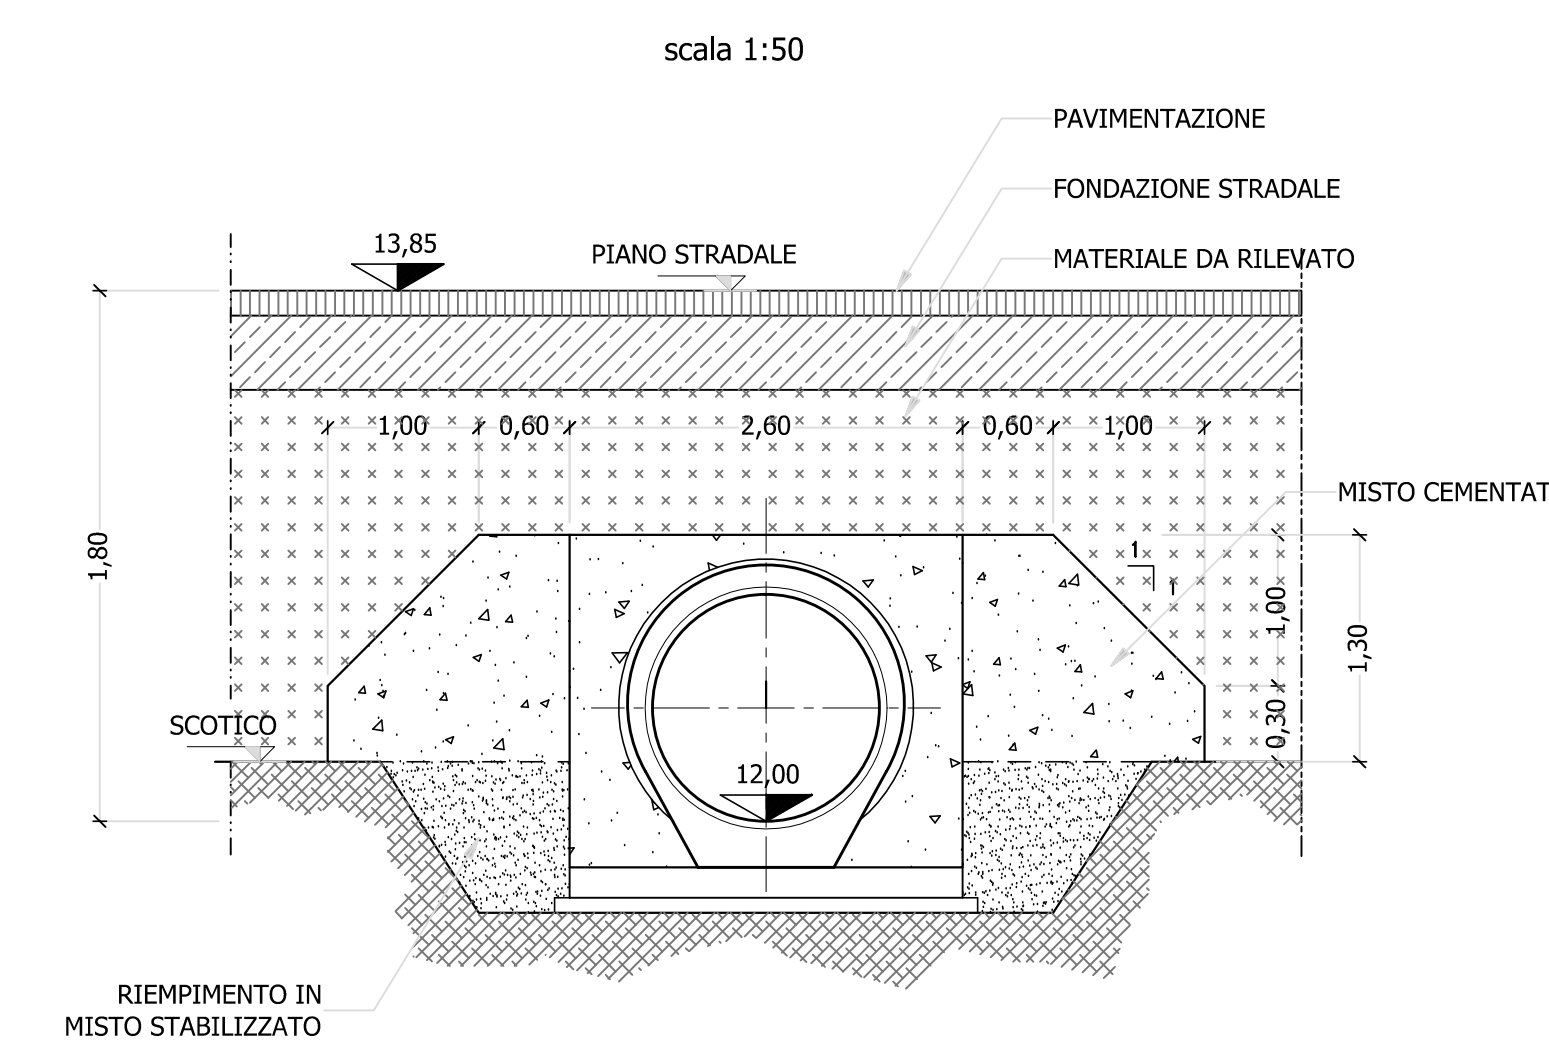 scala 1:50
PAVIMENTAZIONE
FONDAZIONE STRADALE
13,85
PIANO STRADALE
MATERIALE DA RILEVATO
1,00
0,60
2,60
0,60
1,00
MISTO CEMENTAT
1,80
1
1
1,00
1,30
0,30
SCOTICO
12,00
RIEMPIMENTO IN
MISTO STABILIZZATO